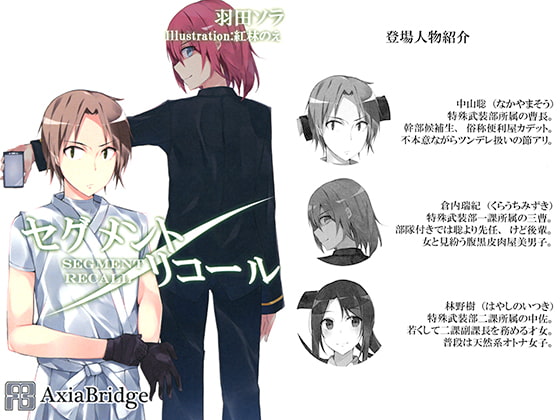 羽田ソラ
Illustration:紅林のえ
セグメント
SEGMENT
RECALL
リコール
AxiaBridge
登場人物紹介
中山聡（なかやまそう）
特殊武装部所属の曹長。
幹部候補生、俗称便利屋カデット。
不本意ながらツンデレ扱いの節アリ。
倉内瑞紀（くらうちみずき）
特殊武装部一課所属の三曹。
部隊付きでは聡より先任、けど後輩。
女と見紛う腹黒皮肉屋美男子。
林野樹（はやしのいつき）
特殊武装部二課所属の中佐。
若くして二課副課長を務める才女。
普段は天然系オトナ女子。